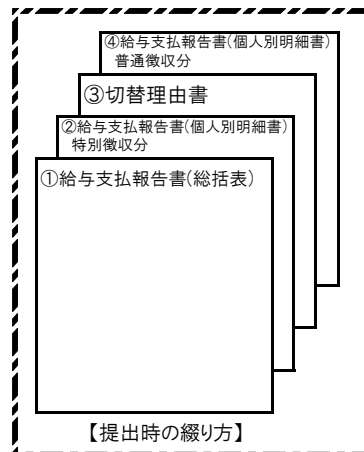 ④給与支払報告書(個人別明細書)
普通徴収分
③切替理由書
②給与支払報告書(個人別明細書)
特別徴収分
①給与支払報告書(総括表)
【提出時の綴り方】